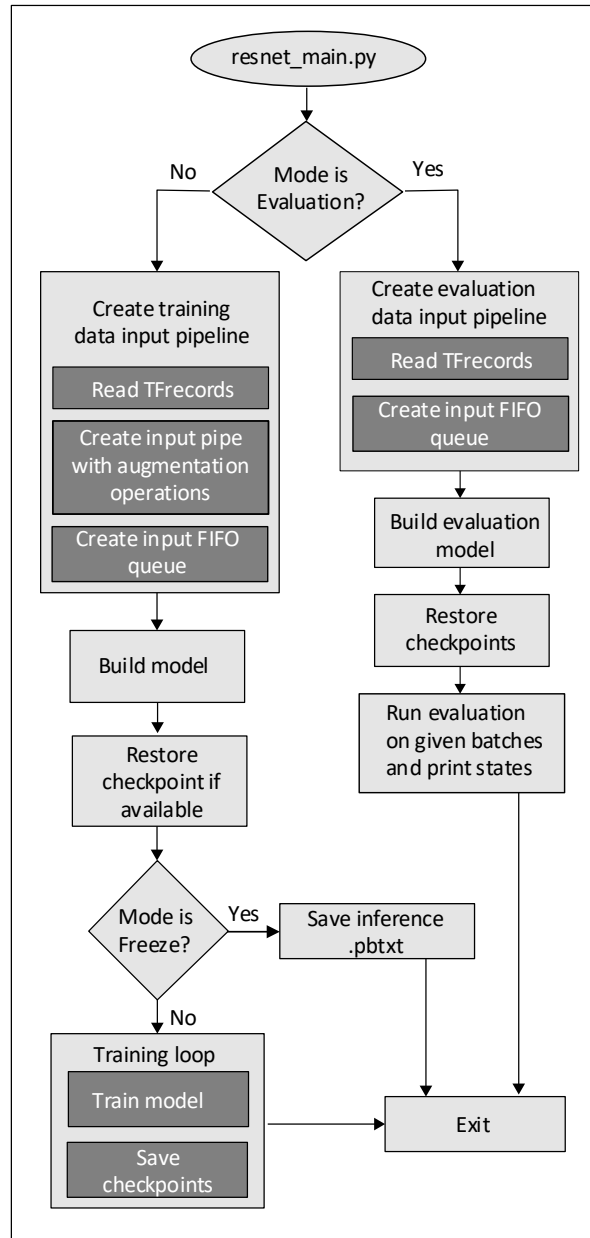 resnet_main.py
Mode is
Evaluation?
No
Yes
Create training
data input pipeline
Read TFrecords
Create input pipe
with augmentation
operations
Create input FIFO
queue
Build model
Restore
checkpoint if
available
Mode is
Freeze?
Yes
Save inference
.pbtxt
No
Training loop
Train model
Save
checkpoints
Create evaluation
data input pipeline
Read TFrecords
Create input FIFO
queue
Build evaluation
model
Restore
checkpoints
Run evaluation
on given batches
and print states
Exit